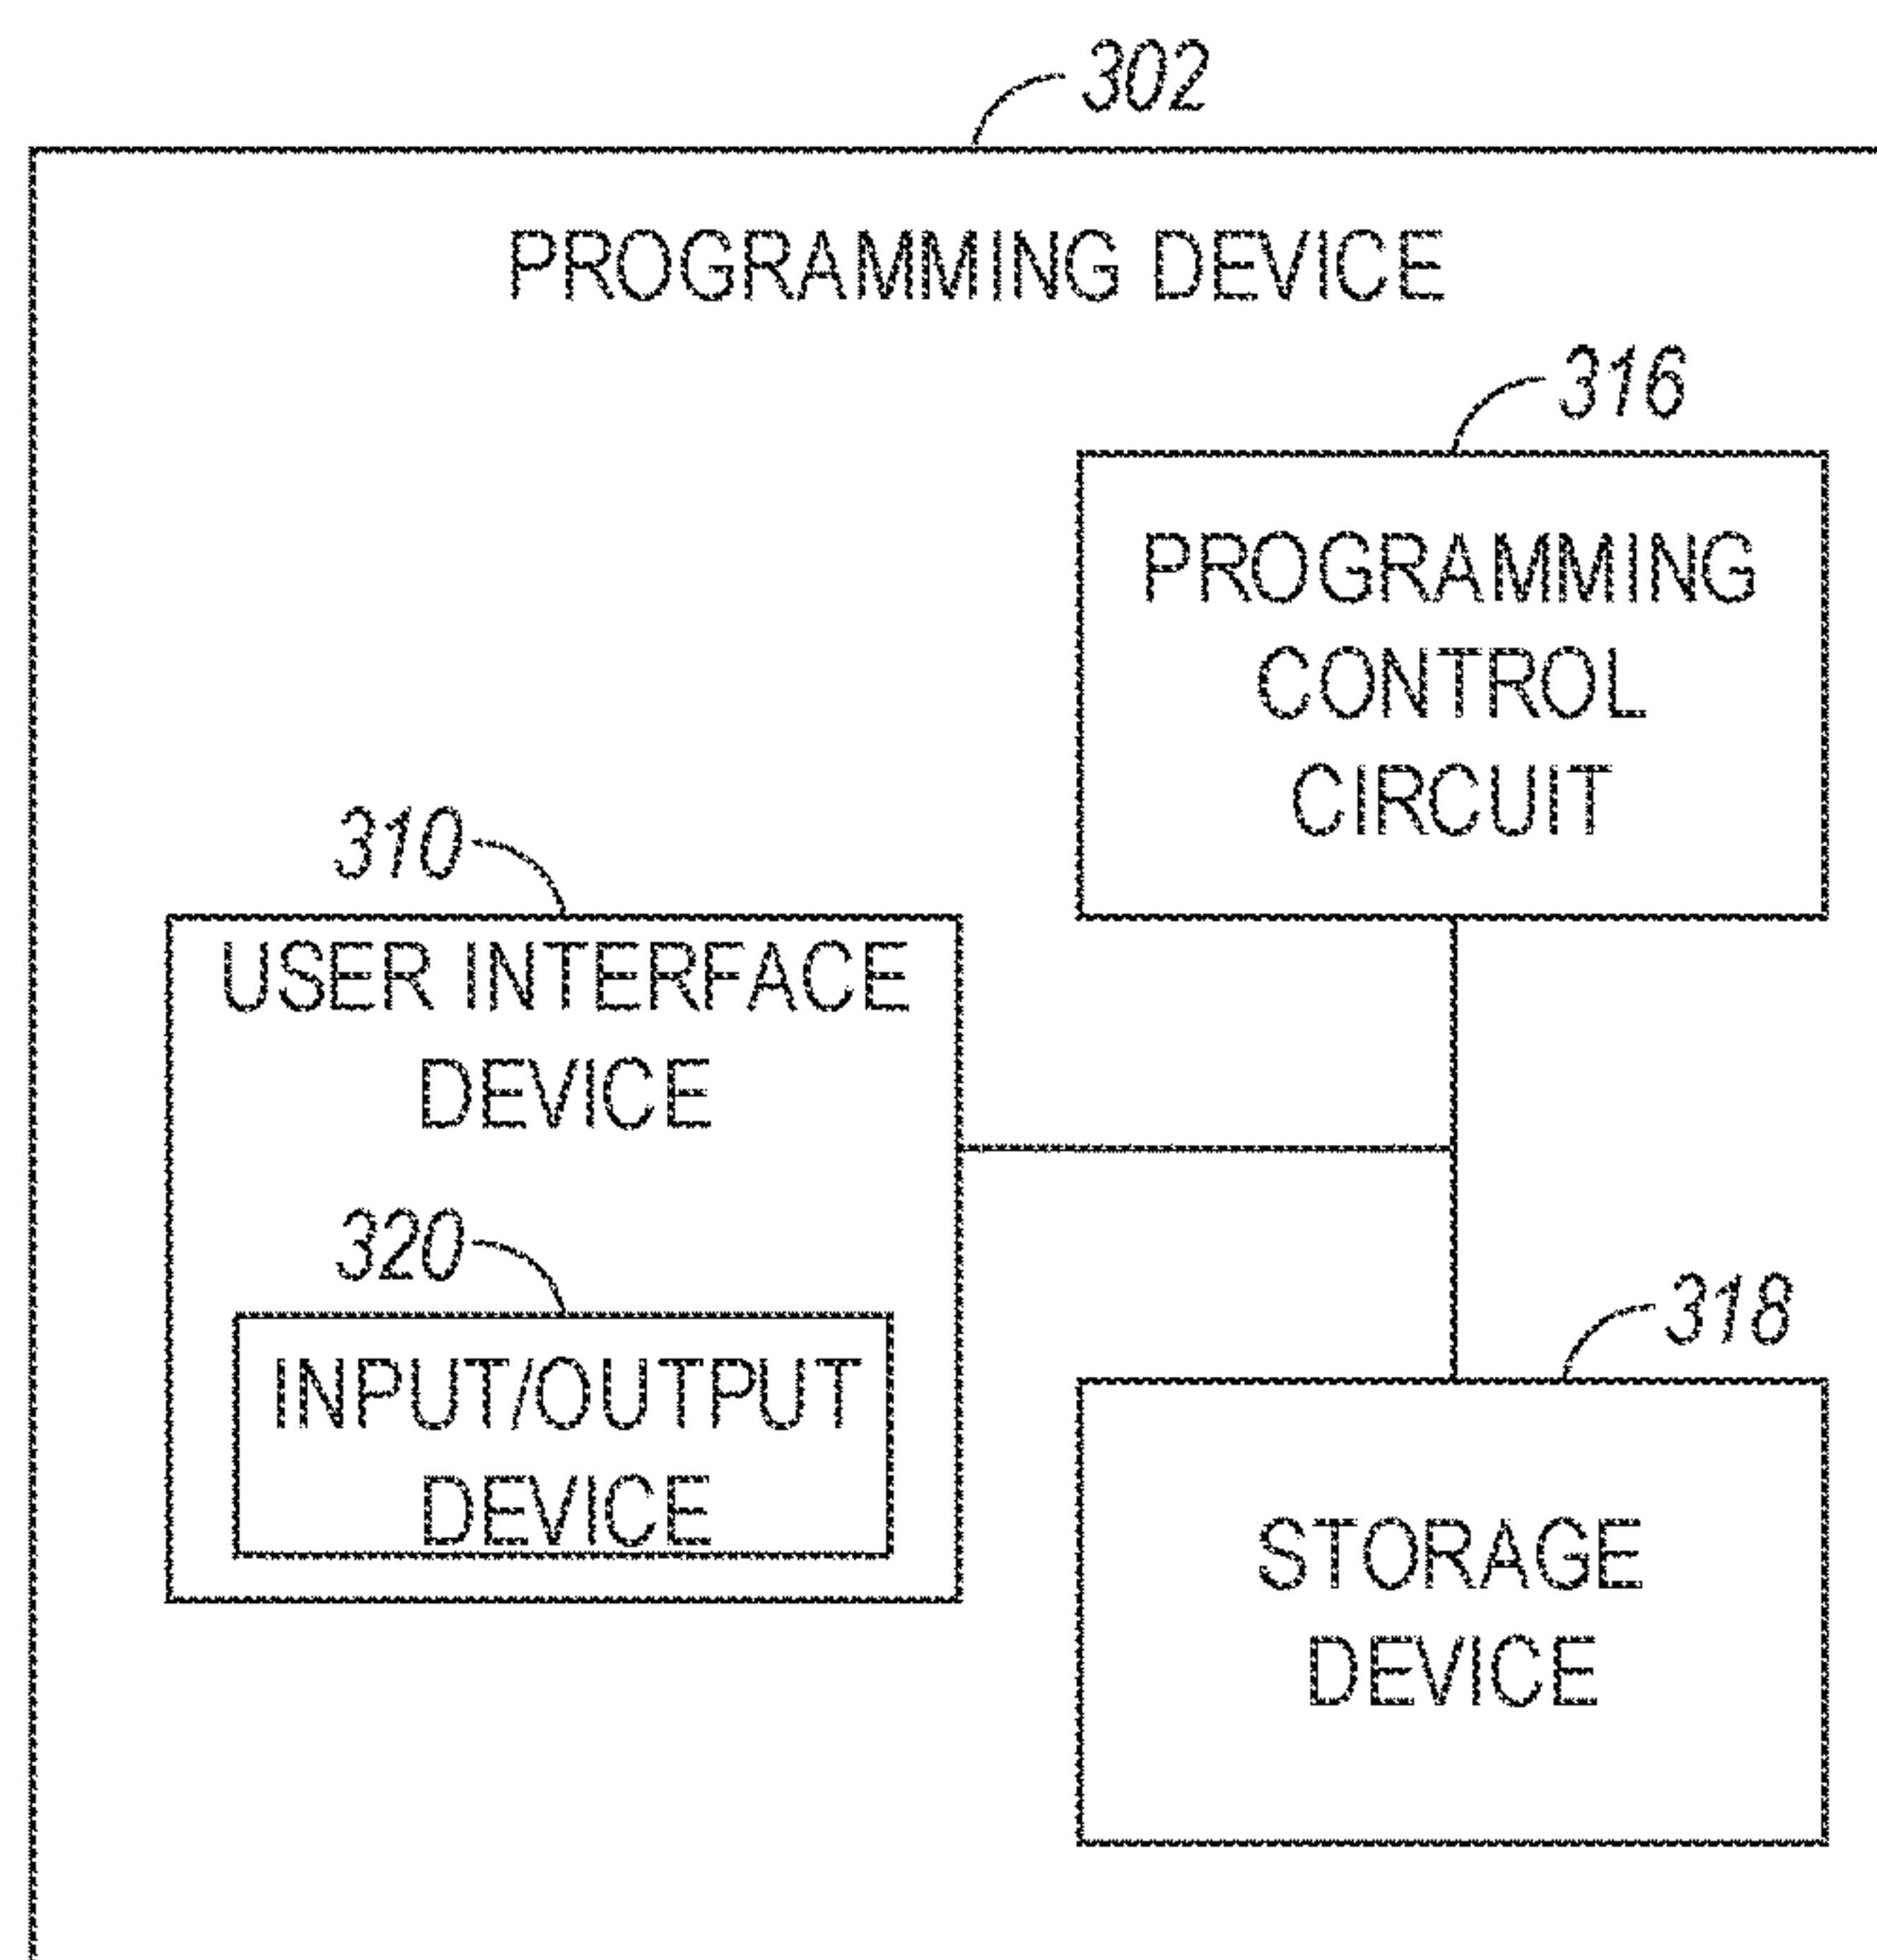 302
PROGRAMMING DEVICE
316
PROGRAMMING
CONTROL
CIRCUIT
310
USER INTERFACE
DEVICE
320
INPUT/OUTPUT
DEVICE
318
STORAGE
DEVICE